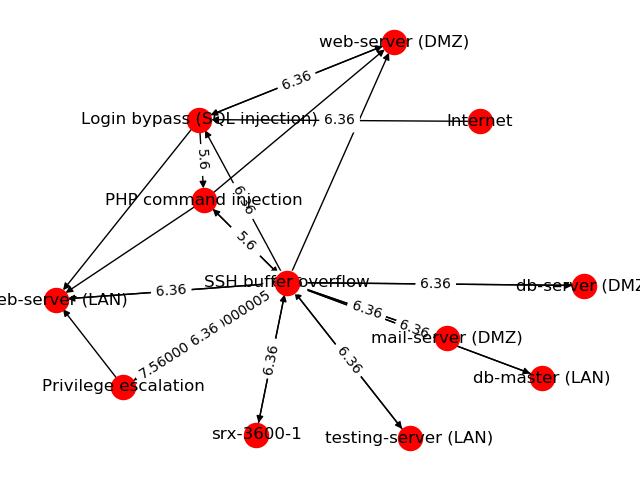 web-server (DMZ)
6.36
Login bypass (SQL injection)
6.36
Internet
5.6
PHP command injection
6.36
5.6
SSH buffer overflow
6.36
6.36
db-server (DMZ
eb-server (LAN)
7.56000
6.36
)000005
6.36
6.36
mail-server (DMZ)
6.36
6.36
db-master (LAN)
Privilege escalation
srx-3600-1
testing-server (LAN)